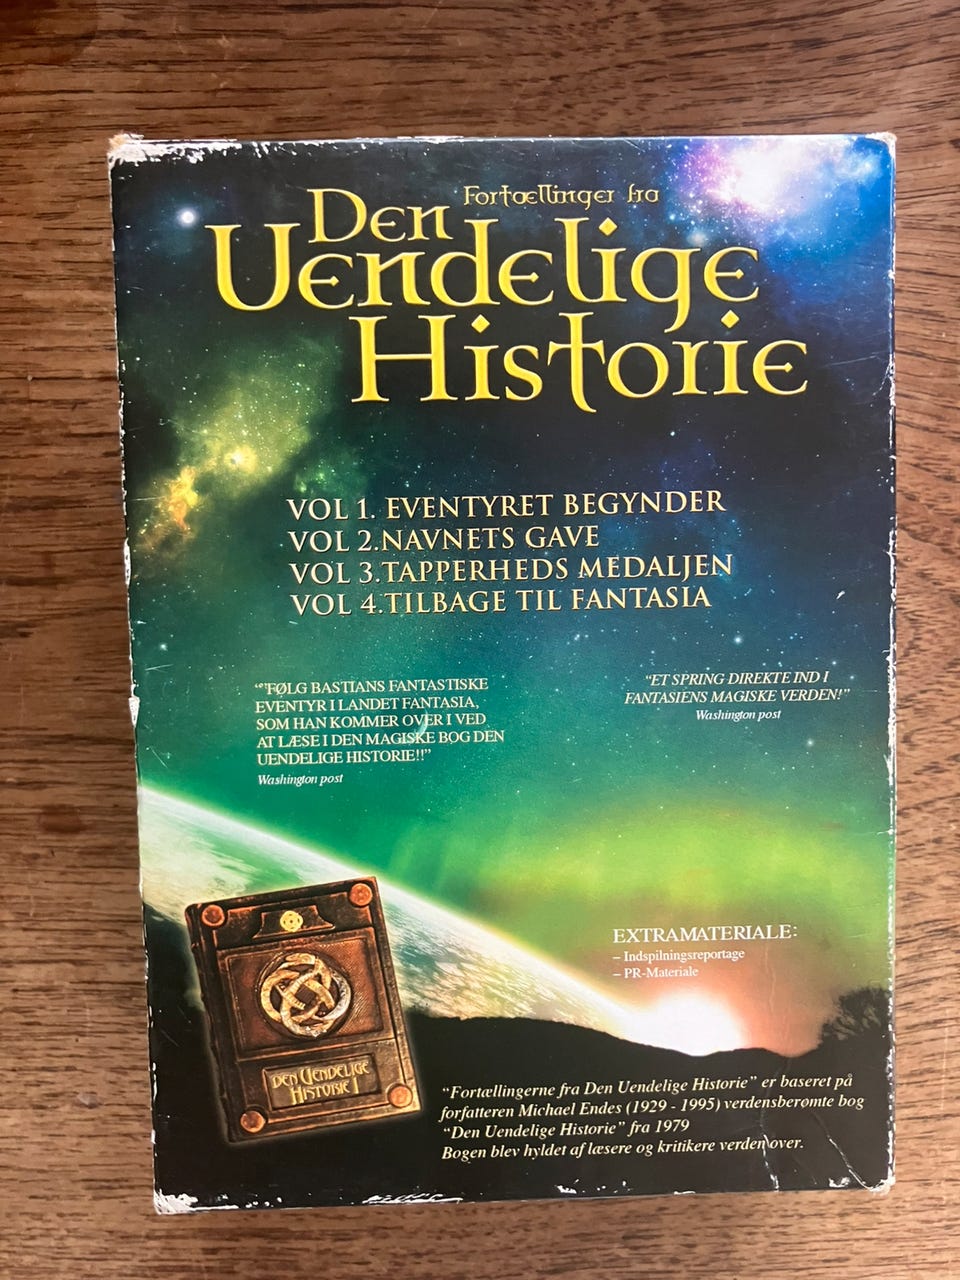 Fortællinger fra
Den
Uendelige
Historie
VOL 1. EVENTYRET BEGYNDER
VOL 2.NAVNETS GAVE
VOL 3.TAPPERHEDS MEDALJEN
VOL 4.TILBAGE TIL FANTASIA
“”FØLG BASTIANS FANTASTISKE
EVENTYR I LANDET FANTASIA,
SOM HAN KOMMER OVER I VED
AT LÆSE I DEN MAGISKE BOG DEN
UENDELIGE HISTORIE!!”
Washington post
“ET SPRING DIREKTE IND I
FANTASIENS MAGISKE VERDEN!”
Washington post
EXTRAMATERIALE:
– Indspilningsreportage
– PR-Materiale
DEN UENDELIGE
HISTORIE I
“Fortællingerne fra Den Uendelige Historie” er baseret på
forfatteren Michael Endes (1929 - 1995) verdensberømte bog
“Den Uendelige Historie” fra 1979
Bogen blev hyldet af læsere og kritikere verden over.